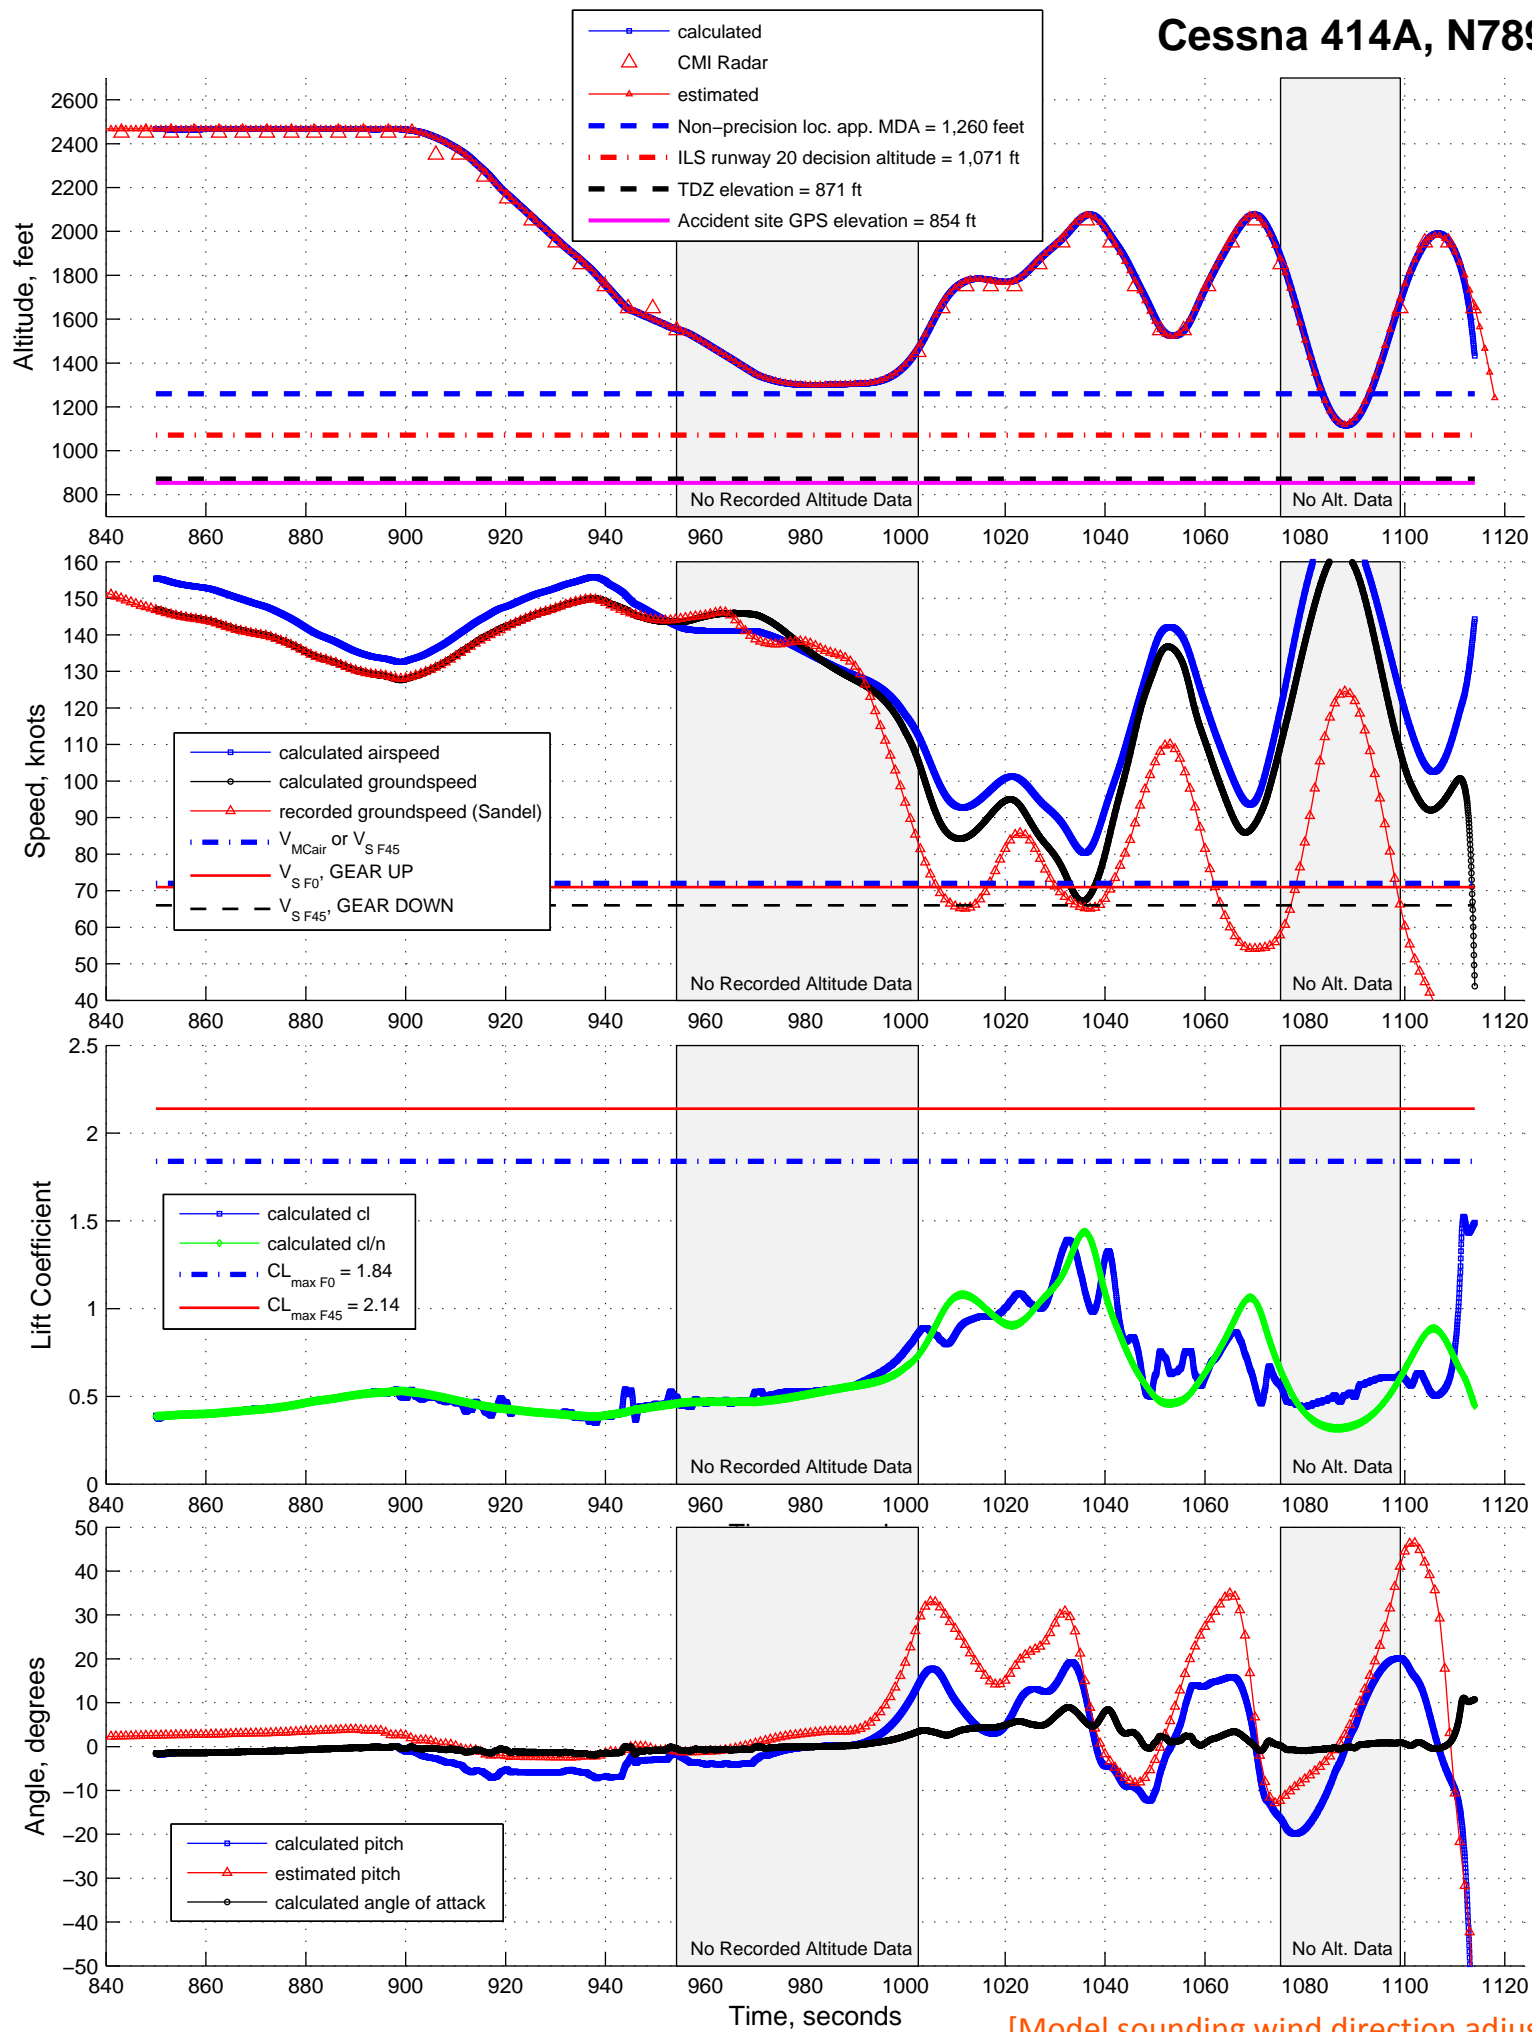 Cessna 414A, N789
calculated
CMI Radar
estimated
Non−precision loc. app. MDA = 1,260 feet
ILS runway 20 decision altitude = 1,071 ft
TDZ elevation = 871 ft
Accident site GPS elevation = 854 ft
Altitude, feet
2600
2400
2200
2000
1800
1600
1400
1200
1000
800
No Recorded Altitude Data
No Alt. Data
840 860 880 900 920 940 960 980 1000 1020 1040 1060 1080 1100 1120
Speed, knots
160
150
140
130
120
110
100
90
80
70
60
50
40
calculated airspeed
calculated groundspeed
recorded groundspeed (Sandel)
V MCair or V S F45
V S F0, GEAR UP
V S F45, GEAR DOWN
No Recorded Altitude Data
No Alt. Data
840 860 880 900 920 940 960 980 1000 1020 1040 1060 1080 1100 1120
Lift Coefficient
2.5
2
1.5
1
0.5
0
calculated cl
calculated cl/n
CL max F0 = 1.84
CL max F45 = 2.14
No Recorded Altitude Data
No Alt. Data
840 860 880 900 920 940 960 980 1000 1020 1040 1060 1080 1100 1120
Angle, degrees
50
40
30
20
10
0
−10
−20
−30
−40
−50
calculated pitch
estimated pitch
calculated angle of attack
No Recorded Altitude Data
No Alt. Data
840 860 880 900 920 940 960 980 1000 1020 1040 1060 1080 1100 1120
Time, seconds
[Model sounding wind direction adjus